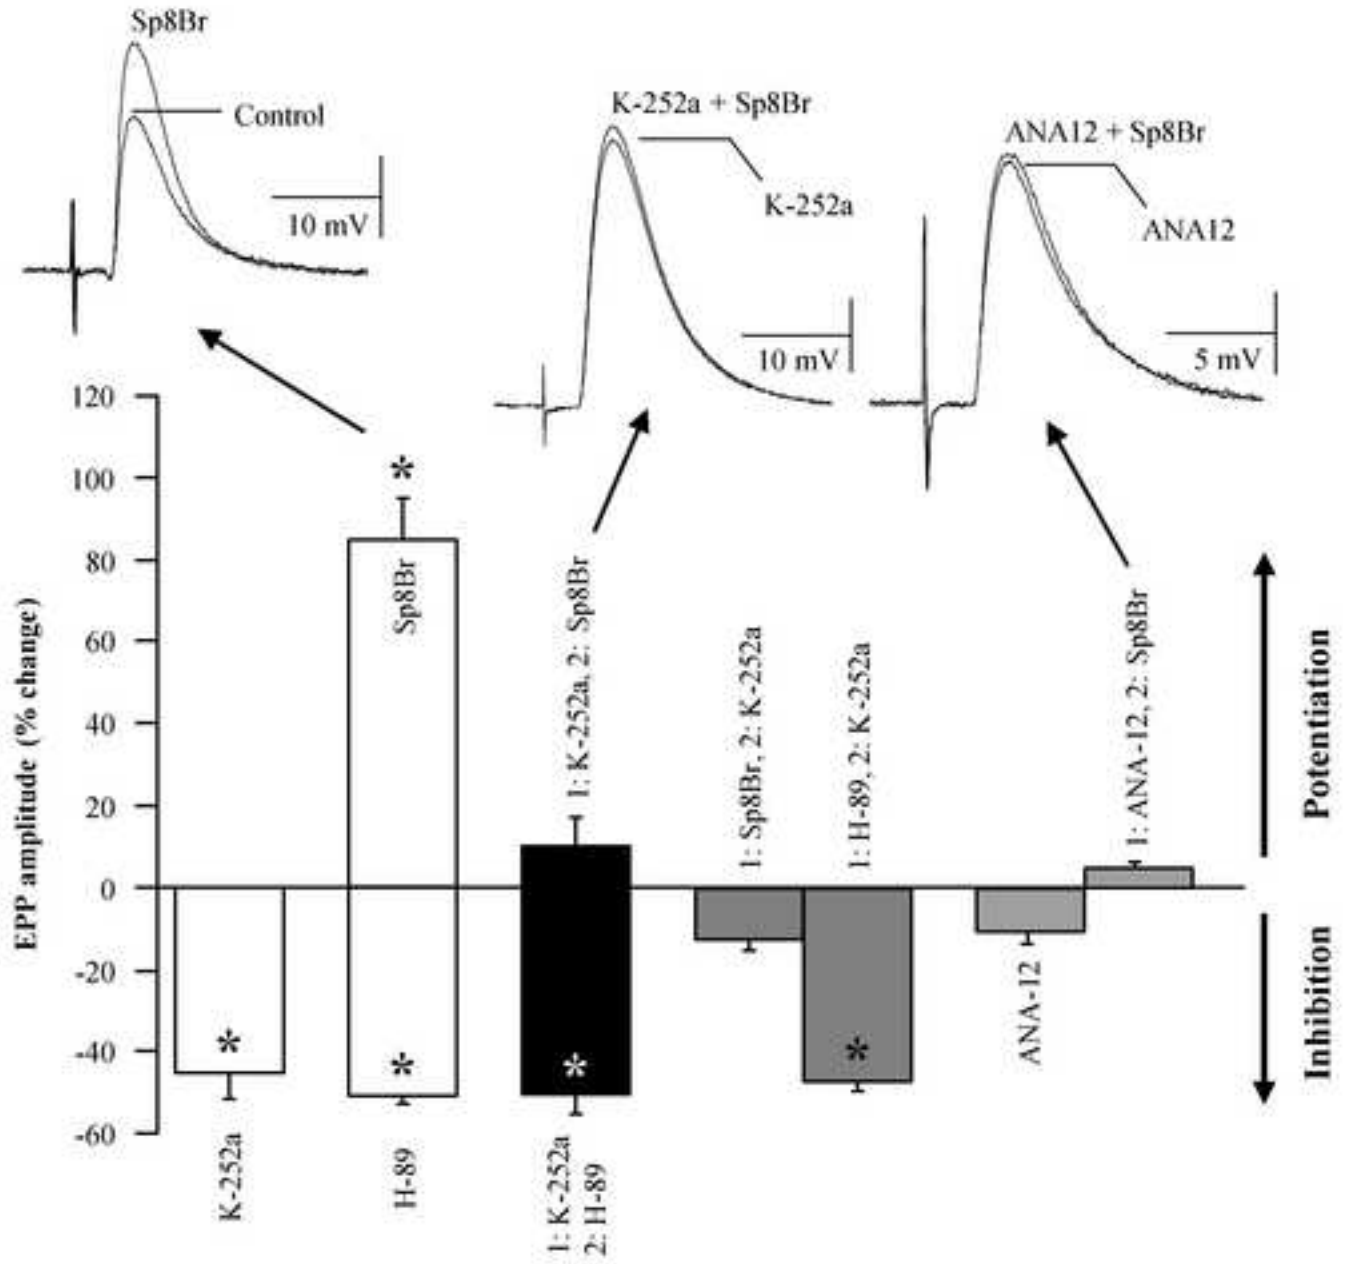 Sp8Br
Control
10 mV
K-252a + Sp8Br
K-252a
10 mV
ANA12 + Sp8Br
ANA12
5 mV
EPP amplitude (% change)
120
100
80
60
40
20
0
-20
-40
-60
*
Sp8Br
1: K-252a, 2: Sp8Br
1: Sp8Br, 2: K-252a
1: H-89, 2: K-252a
1: ANA-12, 2: Sp8Br
*
*
*
*
K-252a
H-89
1: K-252a
2: H-89
ANA-12
Potentiation
Inhibition